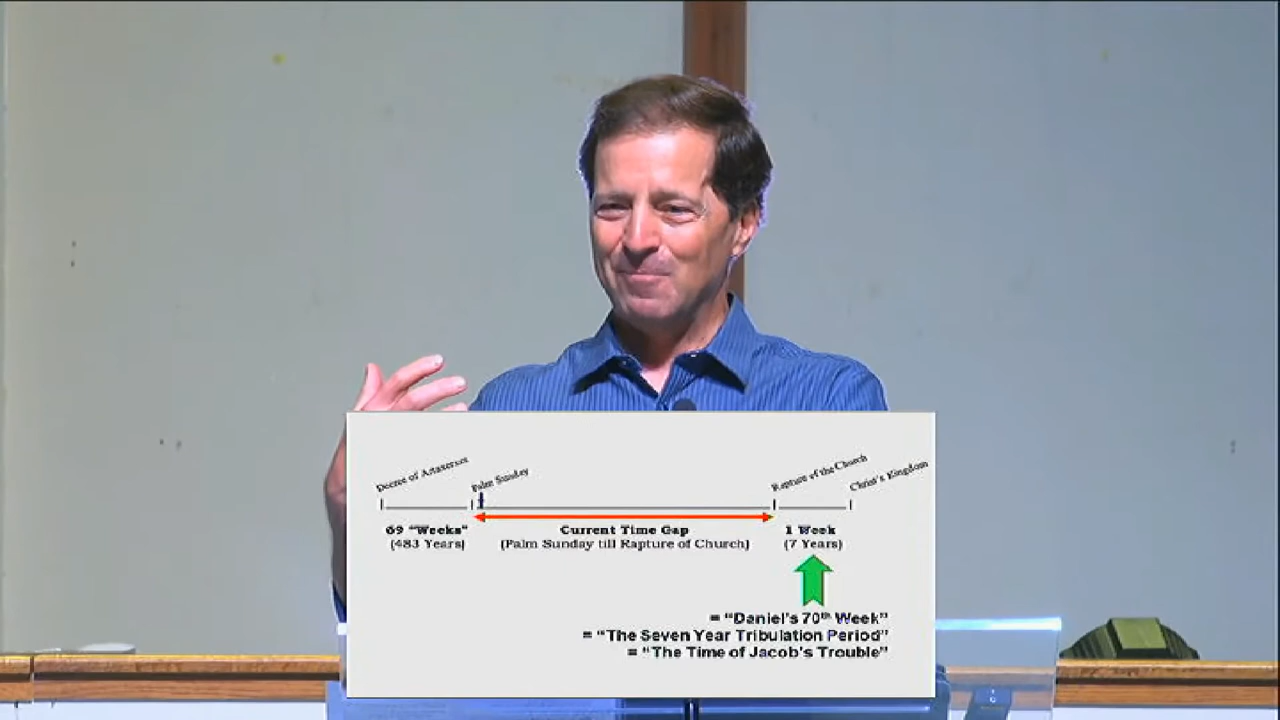 Decree of Artaxerxes
Palm Sunday
Rapture of the Church
Christ's Kingdom
69 "Weeks"
(483 Years)
Current Time Gap
(Palm Sunday till Rapture of Church)
1 Week
(7 Years)
= "Daniel's 70th Week"
= "The Seven Year Tribulation Period"
= "The Time of Jacob's Trouble"